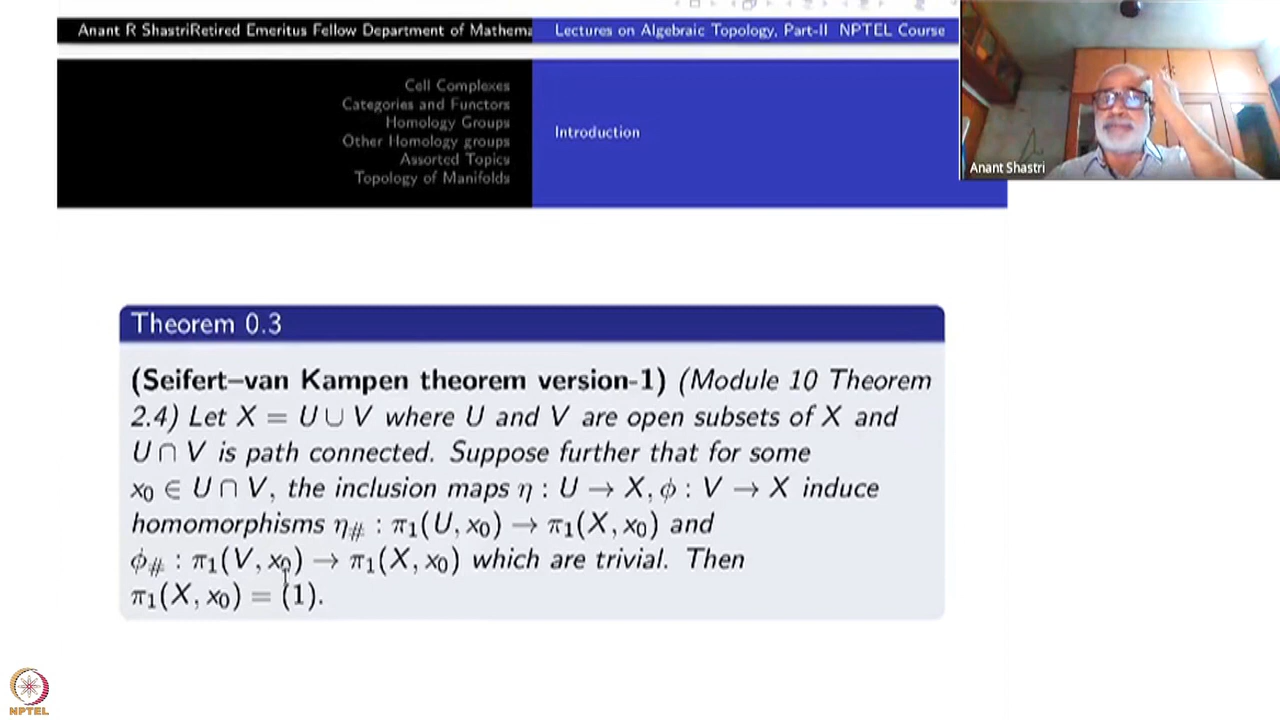 Anant R ShastriRetired Emeritus Fellow Department of Mathema
Lectures on Algebraic Topology, Part-II NPTEL Course
Cell Complexes
Categories and Functors
Homology Groups
Other Homology groups
Assorted Topics
Topology of Manifolds
Introduction
Anant Shastri
Theorem 0.3
(Seifert–van Kampen theorem version-1) (Module 10 Theorem
2.4) Let X = U ∪ V where U and V are open subsets of X and
U ∩ V is path connected. Suppose further that for some
x₀ ∈ U ∩ V, the inclusion maps η : U → X, ϕ : V → X induce
homomorphisms η# : π₁(U, x₀) → π₁(X, x₀) and
ϕ# : π₁(V, x₀) → π₁(X, x₀) which are trivial. Then
π₁(X, x₀) = (1).
NPTEL